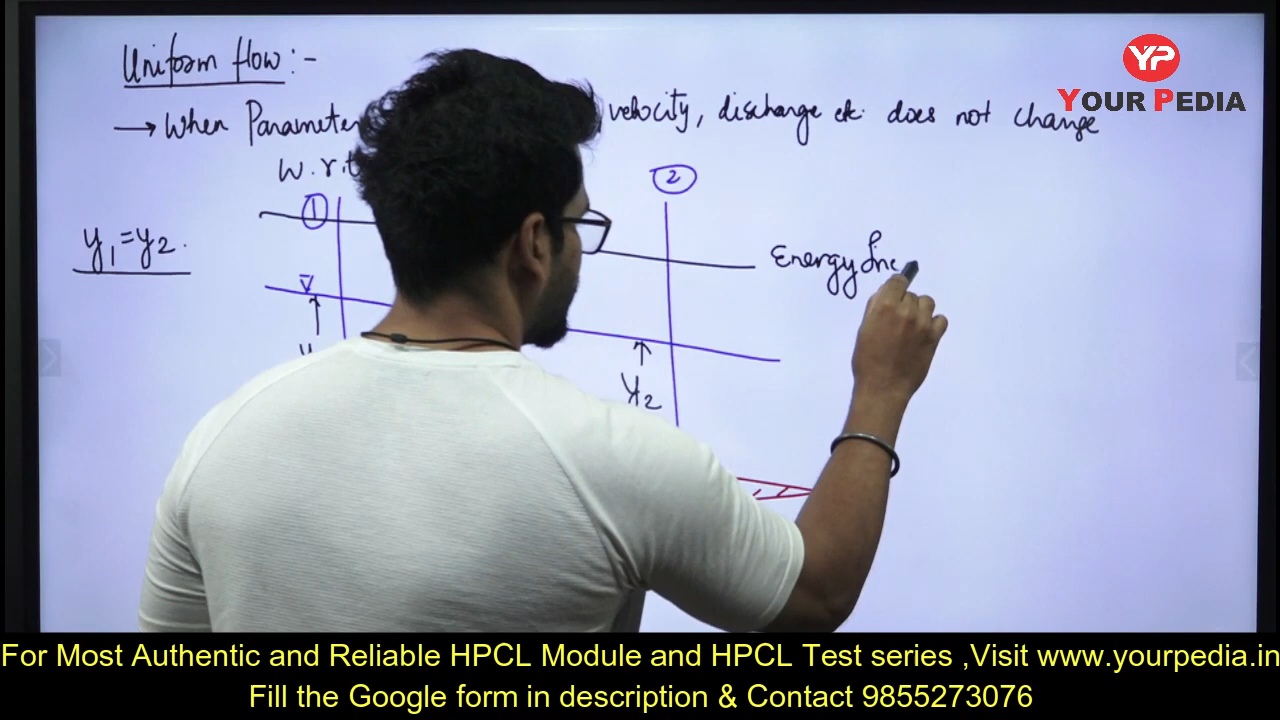 Uniform flow:-
YP
YOUR PEDIA
→ When Parameter velocity, discharge etc. does not change
w.r.t
1
2
y1=y2.
Energy Line
y2
For Most Authentic and Reliable HPCL Module and HPCL Test series ,Visit www.yourpedia.in
Fill the Google form in description & Contact 9855273076